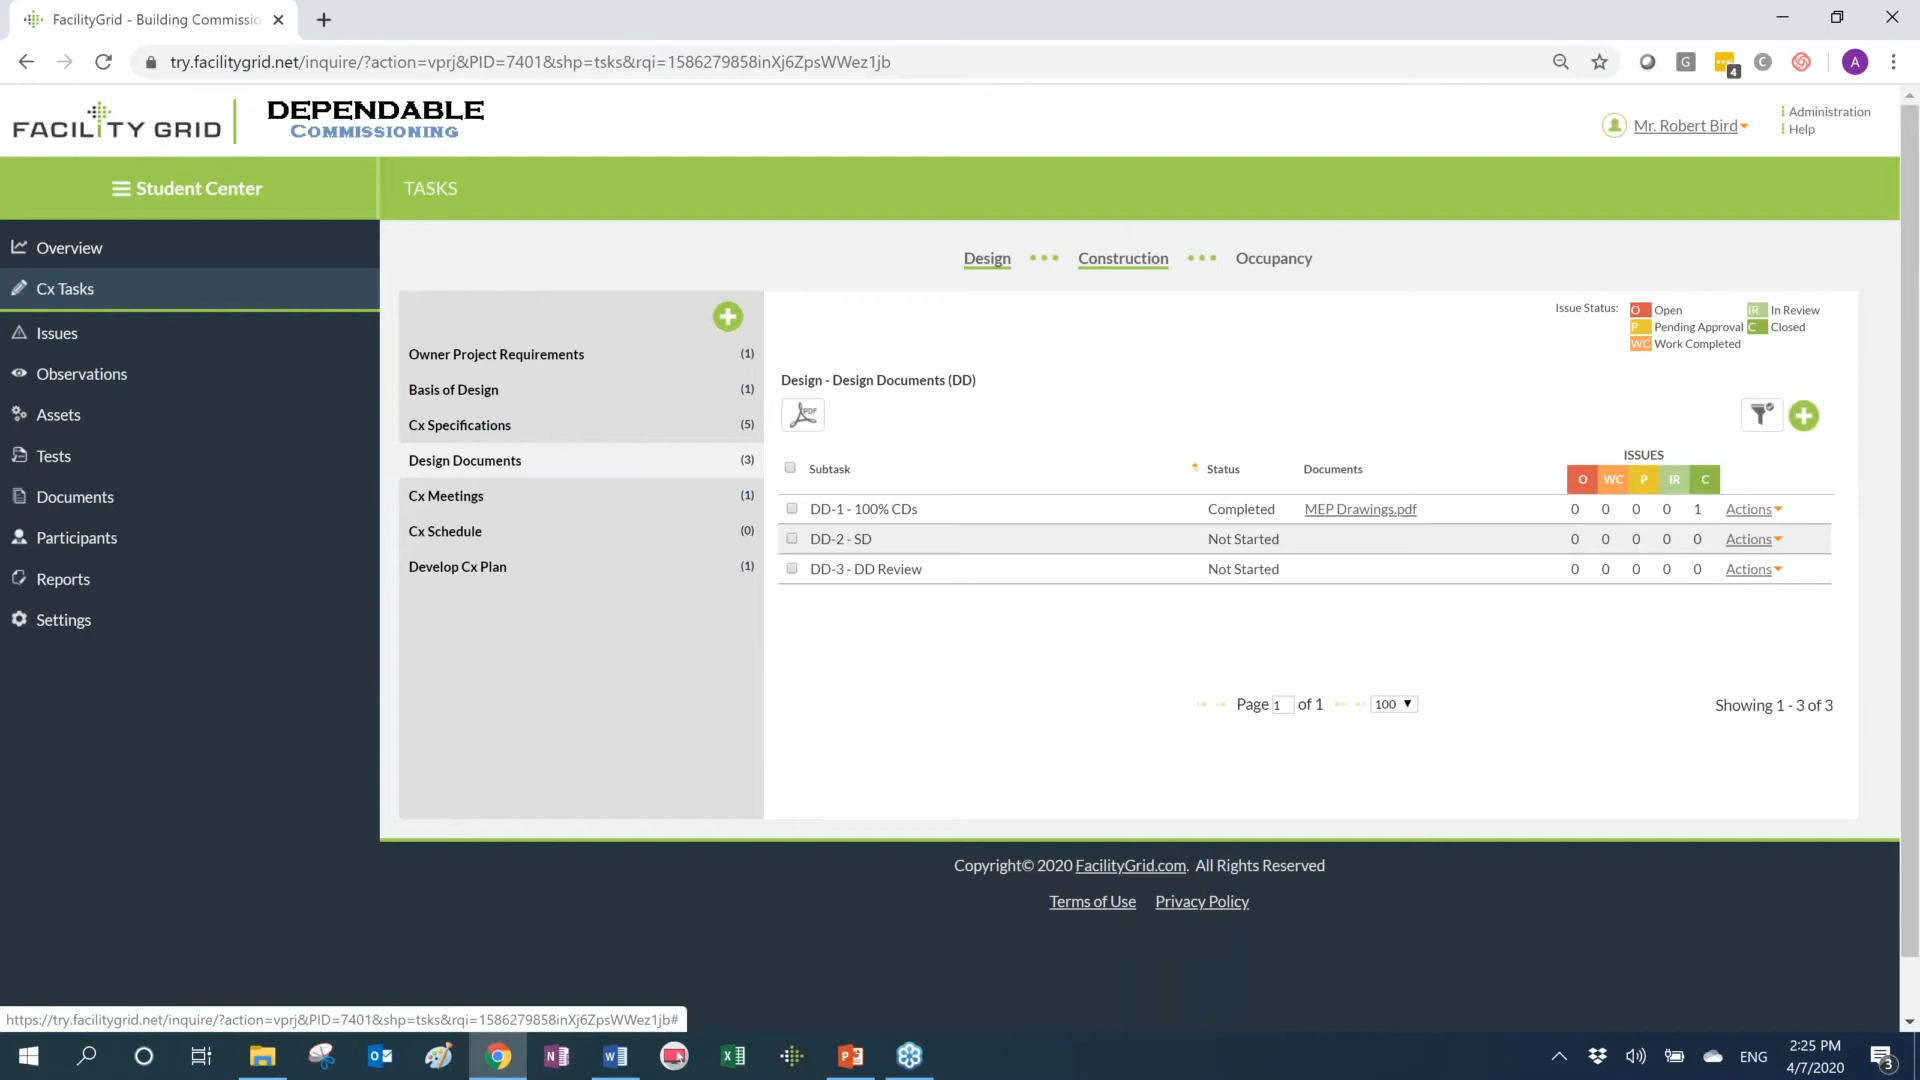 FacilityGrid - Building Commissio
try.facilitygrid.net/inquire/?action=vprj&PID=7401&shp=tsks&rqi=1586279858inXj6ZpsWWez1jb
G
4
C
A
FACILITY GRID
DEPENDABLE
COMMISSIONING
Mr. Robert Bird
Administration
Help
Student Center
TASKS
Overview
Cx Tasks
Issues
Observations
Assets
Tests
Documents
Participants
Reports
Settings
Design
Construction
Occupancy
Owner Project Requirements (1)
Basis of Design (1)
Cx Specifications (5)
Design Documents (3)
Cx Meetings (1)
Cx Schedule (0)
Develop Cx Plan (1)
Issue Status:
O Open
IR In Review
P Pending Approval
C Closed
WC Work Completed
Design - Design Documents (DD)
PDF
ISSUES
Subtask Status Documents O WC P IR C
DD-1 - 100% CDs Completed MEP Drawings.pdf 0 0 0 0 1 Actions
DD-2 - SD Not Started 0 0 0 0 0 Actions
DD-3 - DD Review Not Started 0 0 0 0 0 Actions
Page 1 of 1 100
Showing 1 - 3 of 3
Copyright© 2020 FacilityGrid.com. All Rights Reserved
Terms of Use Privacy Policy
https://try.facilitygrid.net/inquire/?action=vprj&PID=7401&shp=tsks&rqi=1586279858inXj6ZpsWWez1jb#
ENG
2:25 PM
4/7/2020
3